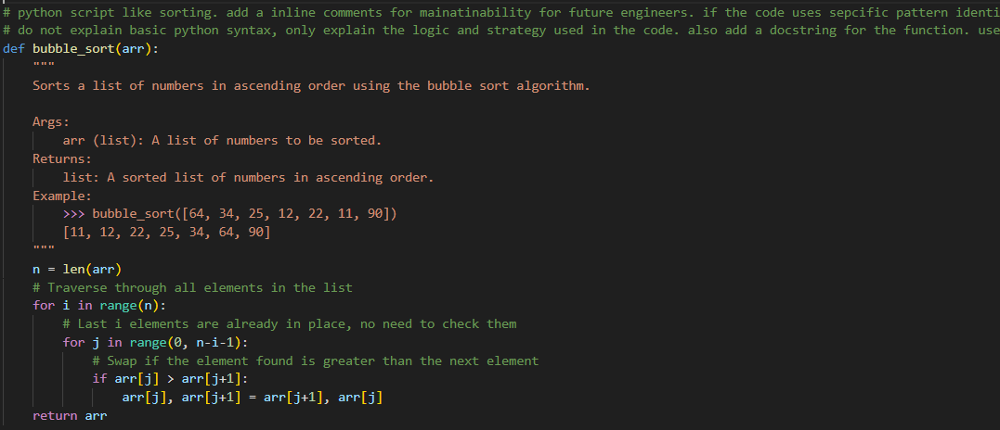 # python script like sorting. add a inline comments for mainatinability for future engineers. if the code uses sepcific pattern identi
# do not explain basic python syntax, only explain the logic and strategy used in the code. also add a docstring for the function. use
def bubble_sort(arr):
"""
Sorts a list of numbers in ascending order using the bubble sort algorithm.
Args:
arr (list): A list of numbers to be sorted.
Returns:
list: A sorted list of numbers in ascending order.
Example:
>>> bubble_sort([64, 34, 25, 12, 22, 11, 90])
[11, 12, 22, 25, 34, 64, 90]
"""
n = len(arr)
# Traverse through all elements in the list
for i in range(n):
# Last i elements are already in place, no need to check them
for j in range(0, n-i-1):
# Swap if the element found is greater than the next element
if arr[j] > arr[j+1]:
arr[j], arr[j+1] = arr[j+1], arr[j]
return arr